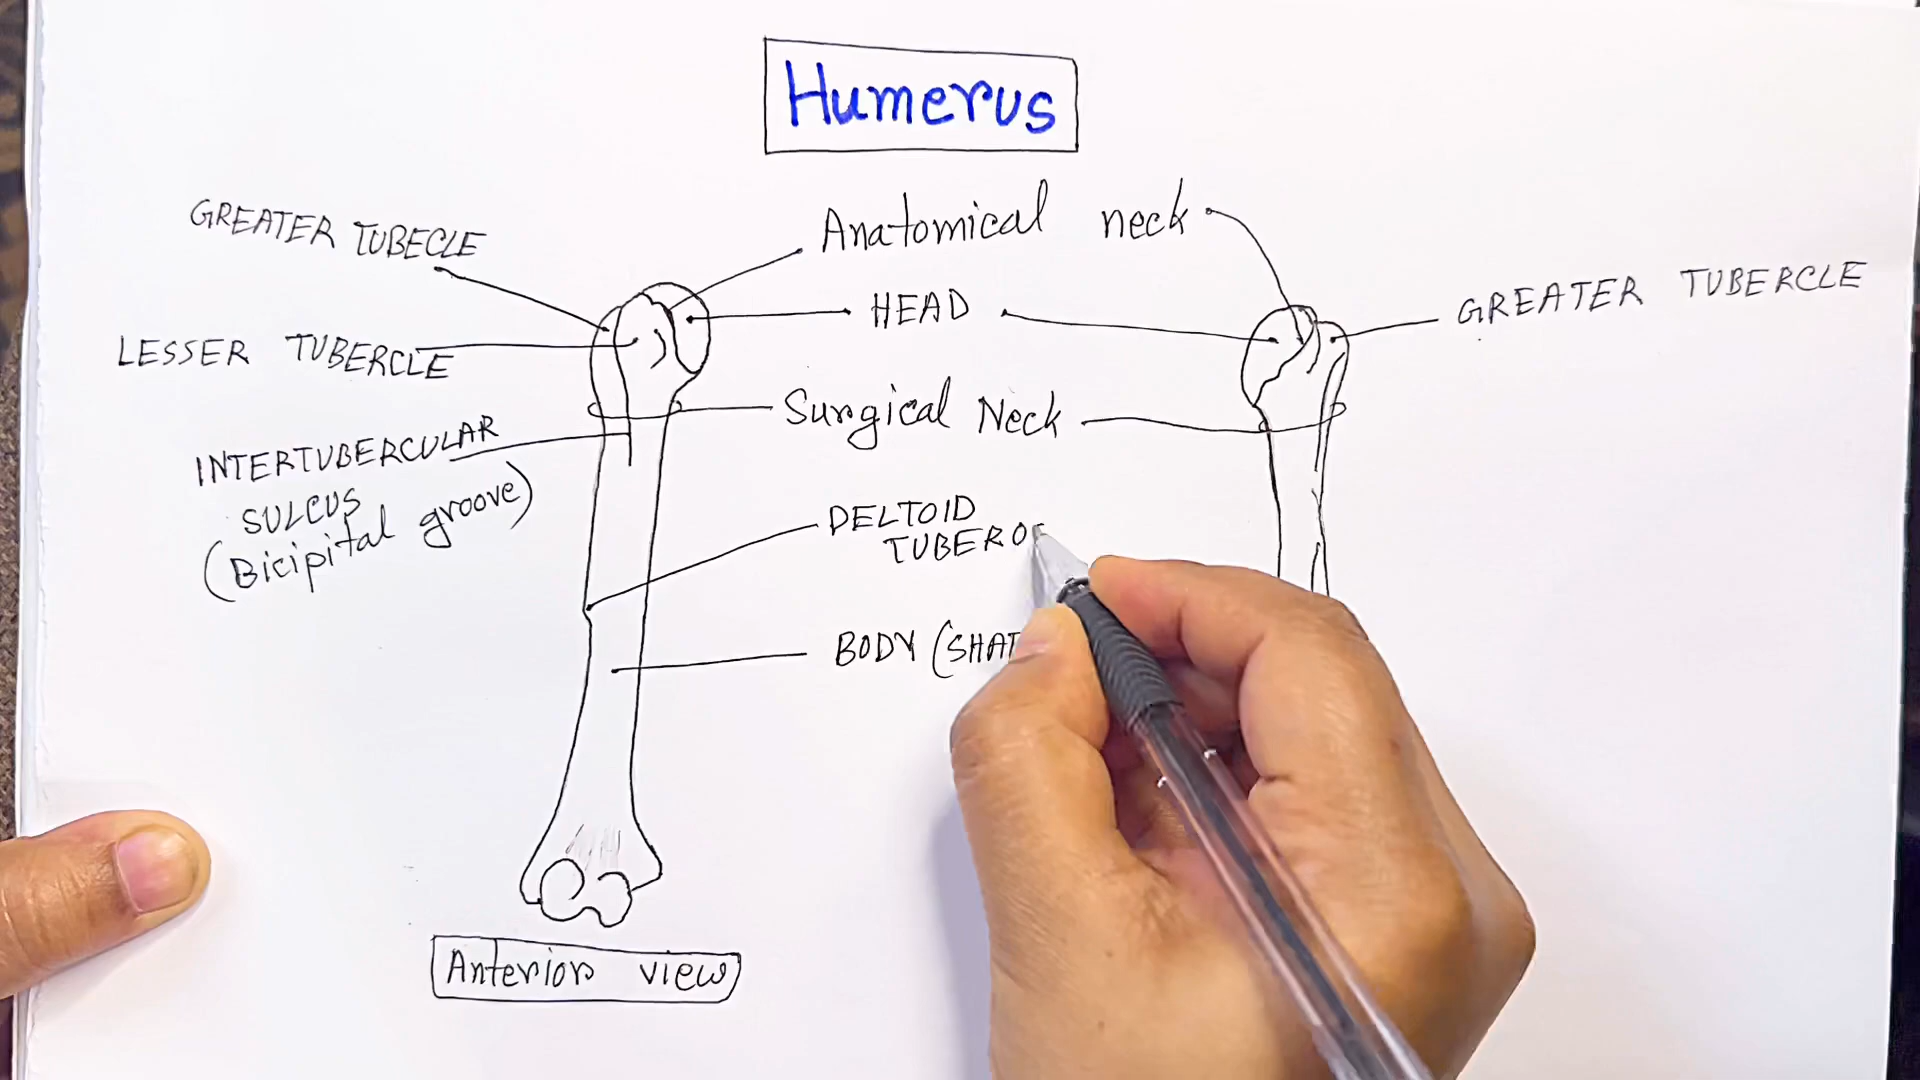 Humerus
GREATER TUBECLE
Anatomical neck
GREATER TUBERCLE
HEAD
LESSER TUBERCLE
Surgical Neck
INTERTUBERCULAR
SULCUS
(Bicipital groove)
DELTOID
TUBERO
BODY (SHA
Anterior view